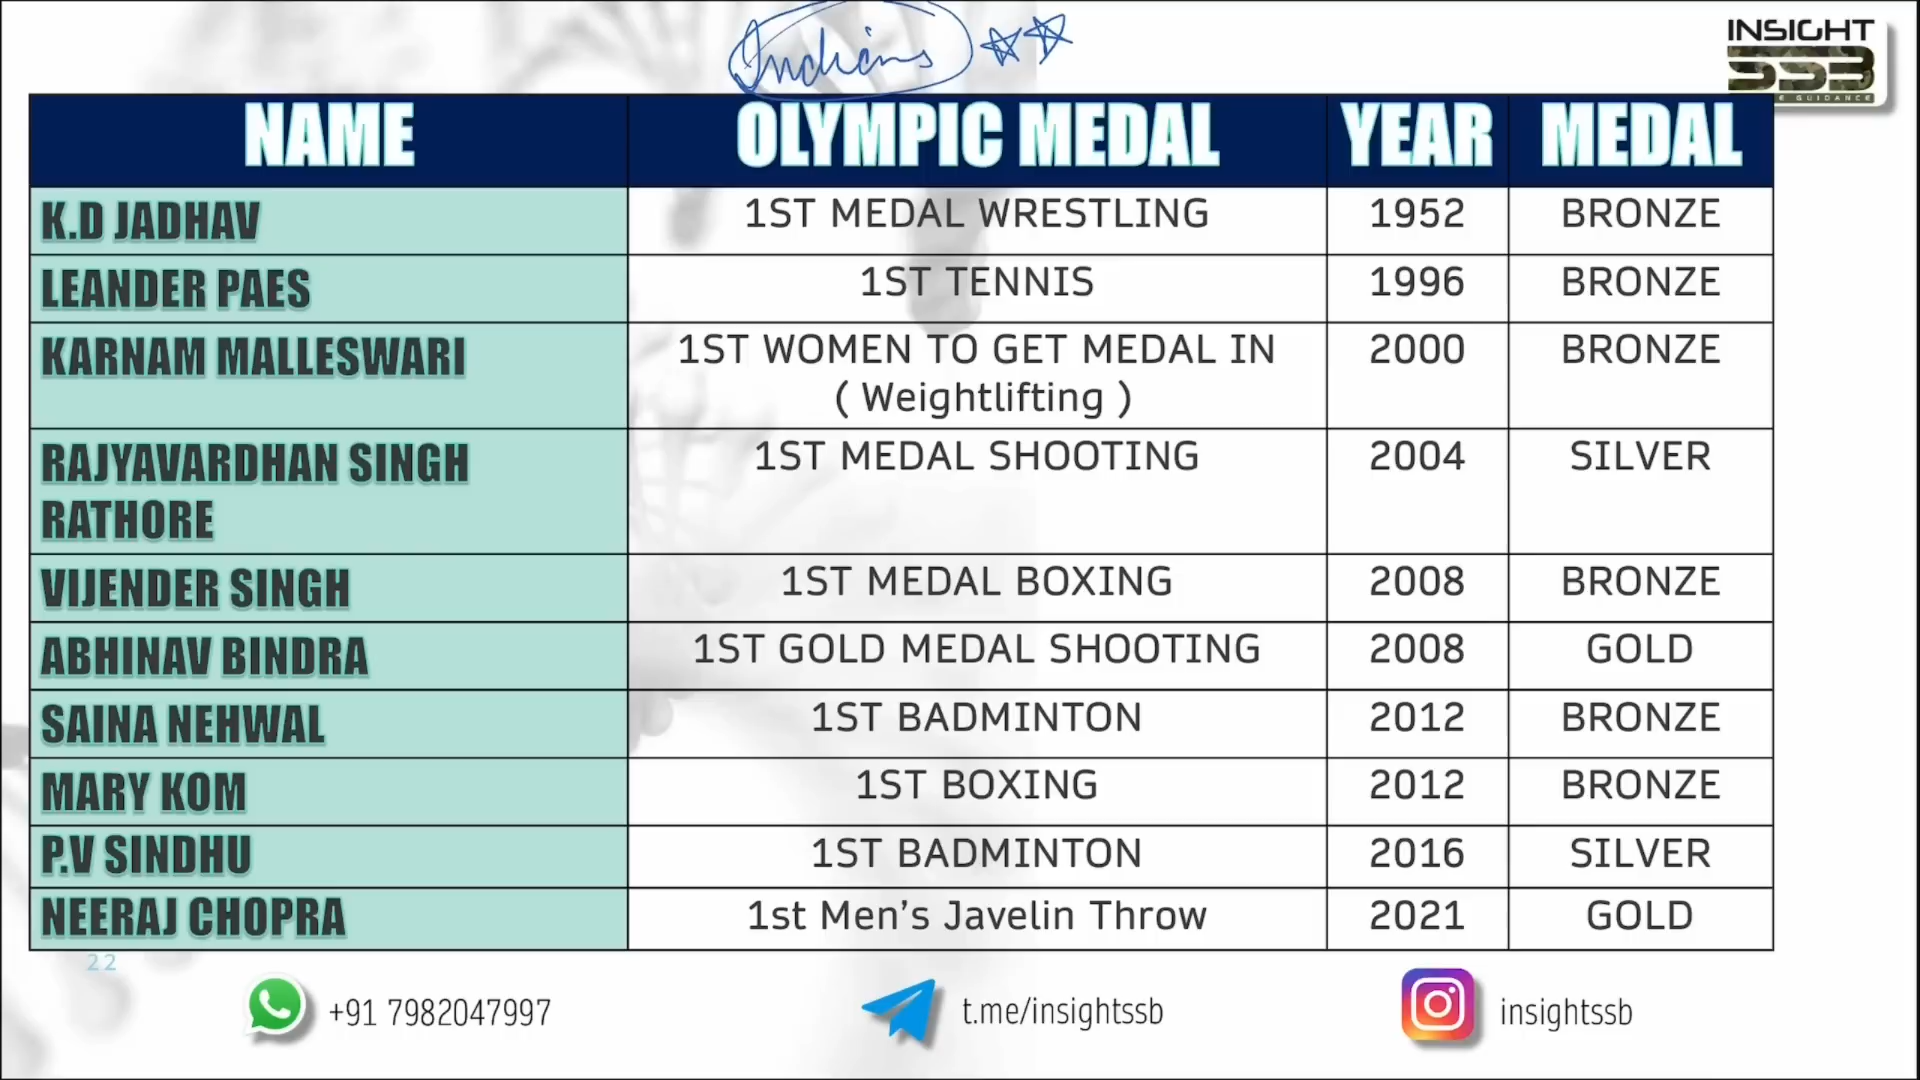 Indians
INSIGHT
SSB
GUIDANCE
NAME OLYMPIC MEDAL YEAR MEDAL
K.D JADHAV 1ST MEDAL WRESTLING 1952 BRONZE
LEANDER PAES 1ST TENNIS 1996 BRONZE
KARNAM MALLESWARI 1ST WOMEN TO GET MEDAL IN 2000 BRONZE
( Weightlifting )
RAJYAVARDHAN SINGH 1ST MEDAL SHOOTING 2004 SILVER
RATHORE
VIJENDER SINGH 1ST MEDAL BOXING 2008 BRONZE
ABHINAV BINDRA 1ST GOLD MEDAL SHOOTING 2008 GOLD
SAINA NEHWAL 1ST BADMINTON 2012 BRONZE
MARY KOM 1ST BOXING 2012 BRONZE
P.V SINDHU 1ST BADMINTON 2016 SILVER
NEERAJ CHOPRA 1st Men’s Javelin Throw 2021 GOLD
22
+91 7982047997 t.me/insightssb insightssb